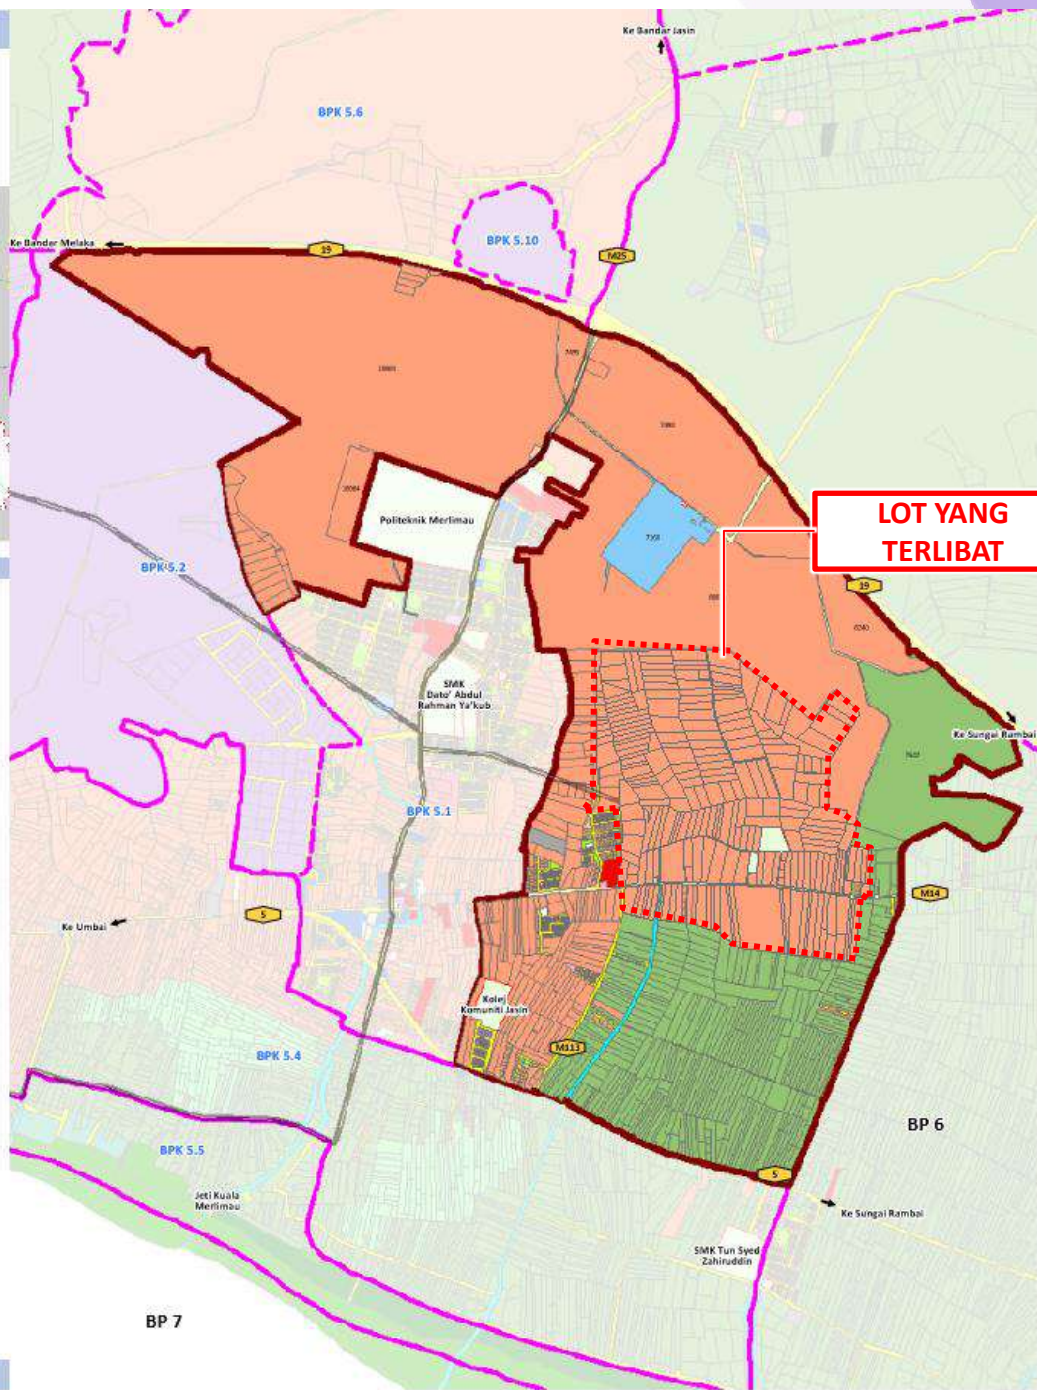 Ke Bandar Jasin
BPK 5.6
BPK 5.10
Ke Bandar Melaka
19
M25
Politeknik Merlimau
LOT YANG
TERLIBAT
BPK 5.2
19
SMK
Dato' Abdul
Rahman Ya'kub
Ke Sungai Rambai
BPK 5.1
M14
5
Ke Umbai
Kolej
Komuniti Jasin
M113
BPK 5.4
BP 6
BPK 5.5
5
Jeti Kuala
Merlimau
Ke Sungai Rambai
SMK Tun Syed
Zahiruddin
BP 7